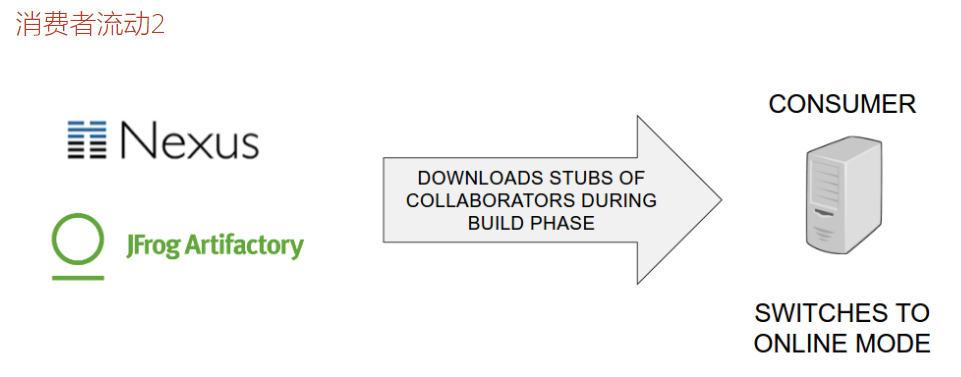 消费者流动2
Nexus
JFrog Artifactory
DOWNLOADS STUBS OF
COLLABORATORS DURING
BUILD PHASE
CONSUMER
SWITCHES TO
ONLINE MODE